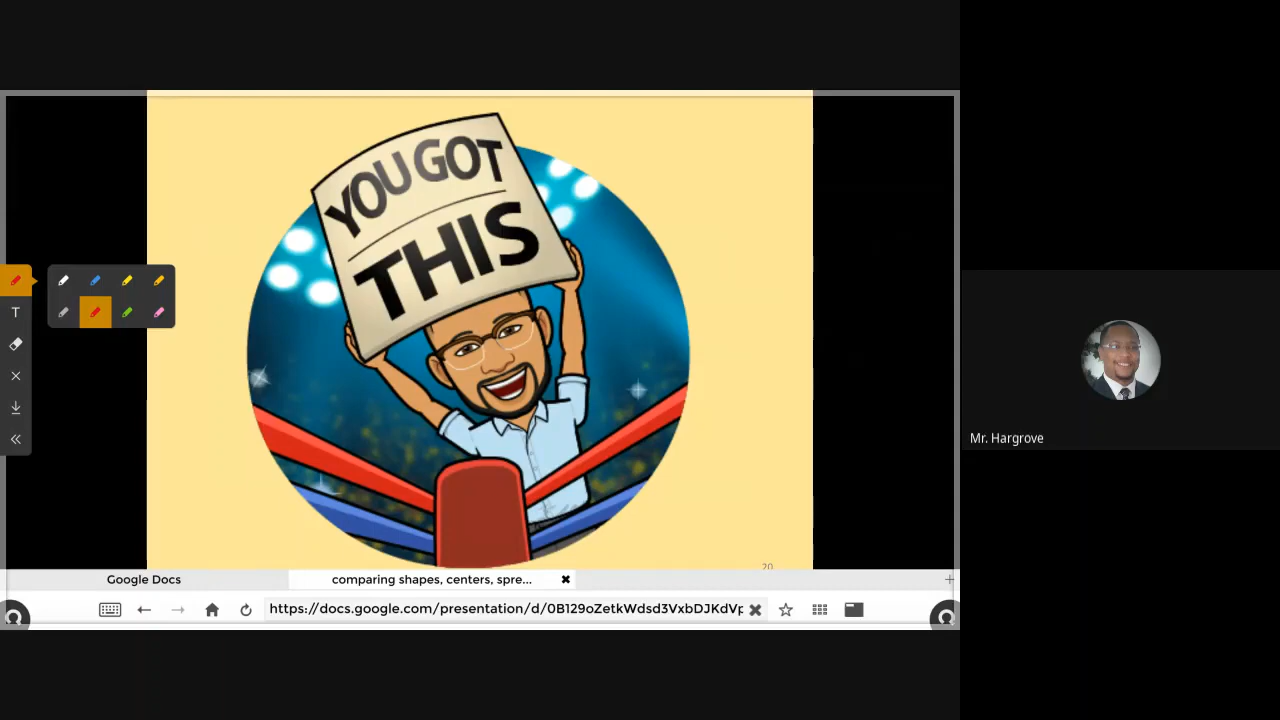 YOU GOT
THIS
T
Mr. Hargrove
20
Google Docs
comparing shapes, centers, spre...
https://docs.google.com/presentation/d/0B129oZetkWdsd3VxbDJKdVp